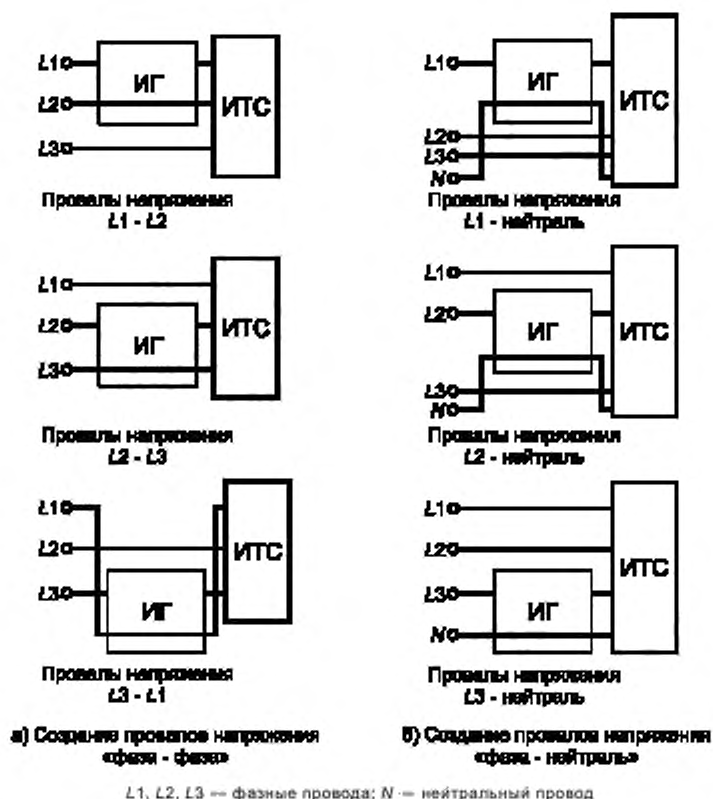 L1
ИГ
L2
ИТС
L3
Провалы напряжения
L1 - L2
L1
L2
ИГ
ИТС
L3
Провалы напряжения
L2 - L3
L1
L2
ИТС
L3
ИГ
Провалы напряжения
L3 - L1
а) Создание провалов напряжения
«фаза - фаза»
L1
ИГ
ИТС
L2
L3
N
Провалы напряжения
L1 - нейтраль
L1
L2
ИГ
ИТС
L3
N
Провалы напряжения
L2 - нейтраль
L1
L2
ИТС
L3
ИГ
N
Провалы напряжения
L3 - нейтраль
б) Создание провалов напряжения
«фаза - нейтраль»
L1, L2, L3 — фазные провода; N — нейтральный провод